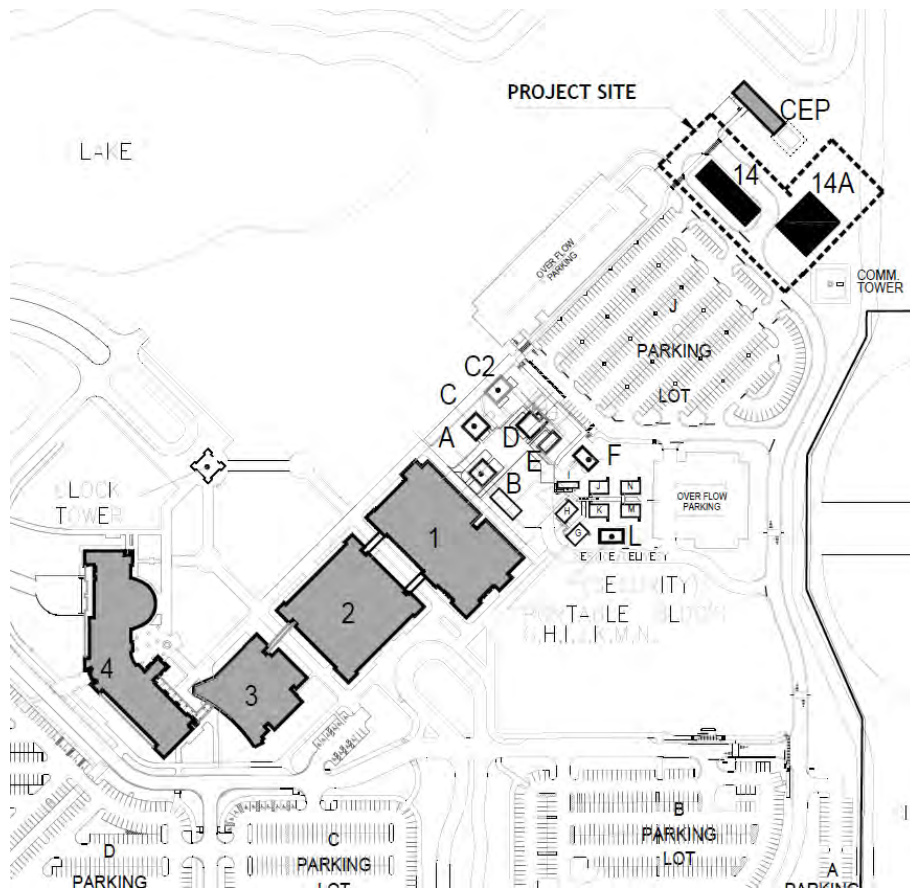 PROJECT SITE
CEP
LAKE
14
14A
OVER FLOW
PARKING
COMM.
TOWER
J
PARKING
LOT
C2
C
A
D
E
F
B
J
N
H
K
M
G
L
OVER FLOW
PARKING
CLOCK
TOWER
1
2
3
4
B
PARKING
LOT
C
PARKING
LOT
D
PARKING
A
PARKING